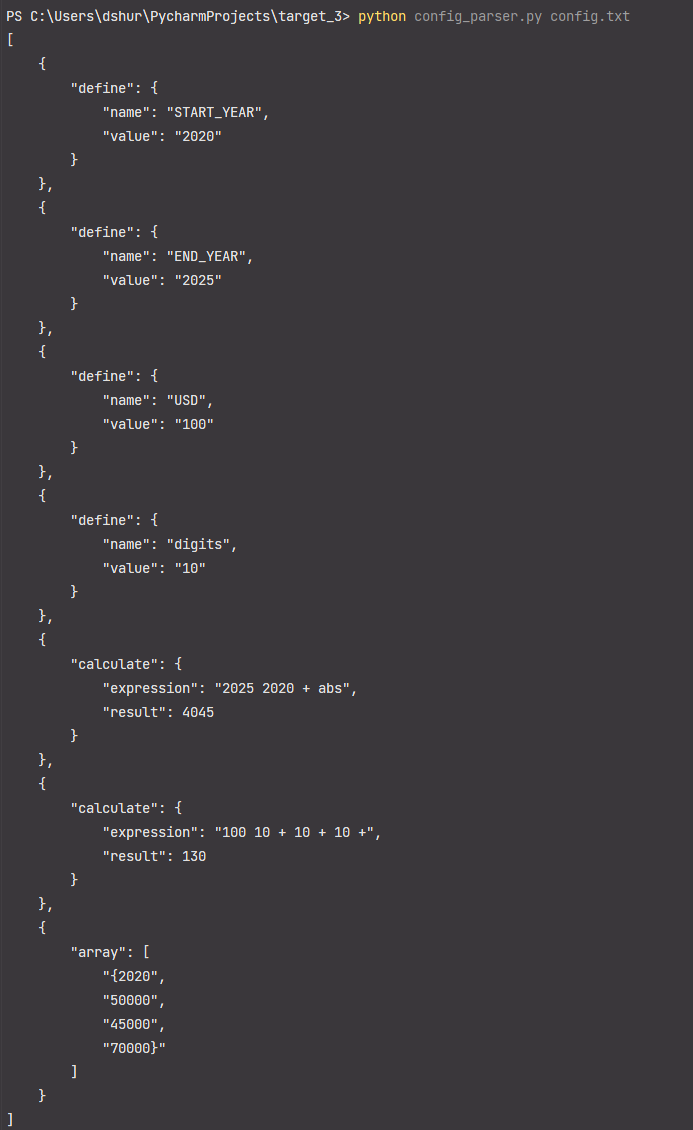 PS C:\Users\dshur\PycharmProjects\target_3> python config_parser.py config.txt
[
    {
        "define": {
            "name": "START_YEAR",
            "value": "2020"
        }
    },
    {
        "define": {
            "name": "END_YEAR",
            "value": "2025"
        }
    },
    {
        "define": {
            "name": "USD",
            "value": "100"
        }
    },
    {
        "define": {
            "name": "digits",
            "value": "10"
        }
    },
    {
        "calculate": {
            "expression": "2025 2020 + abs",
            "result": 4045
        }
    },
    {
        "calculate": {
            "expression": "100 10 + 10 + 10 +",
            "result": 130
        }
    },
    {
        "array": [
            "{2020",
            "50000",
            "45000",
            "70000}"
        ]
    }
]